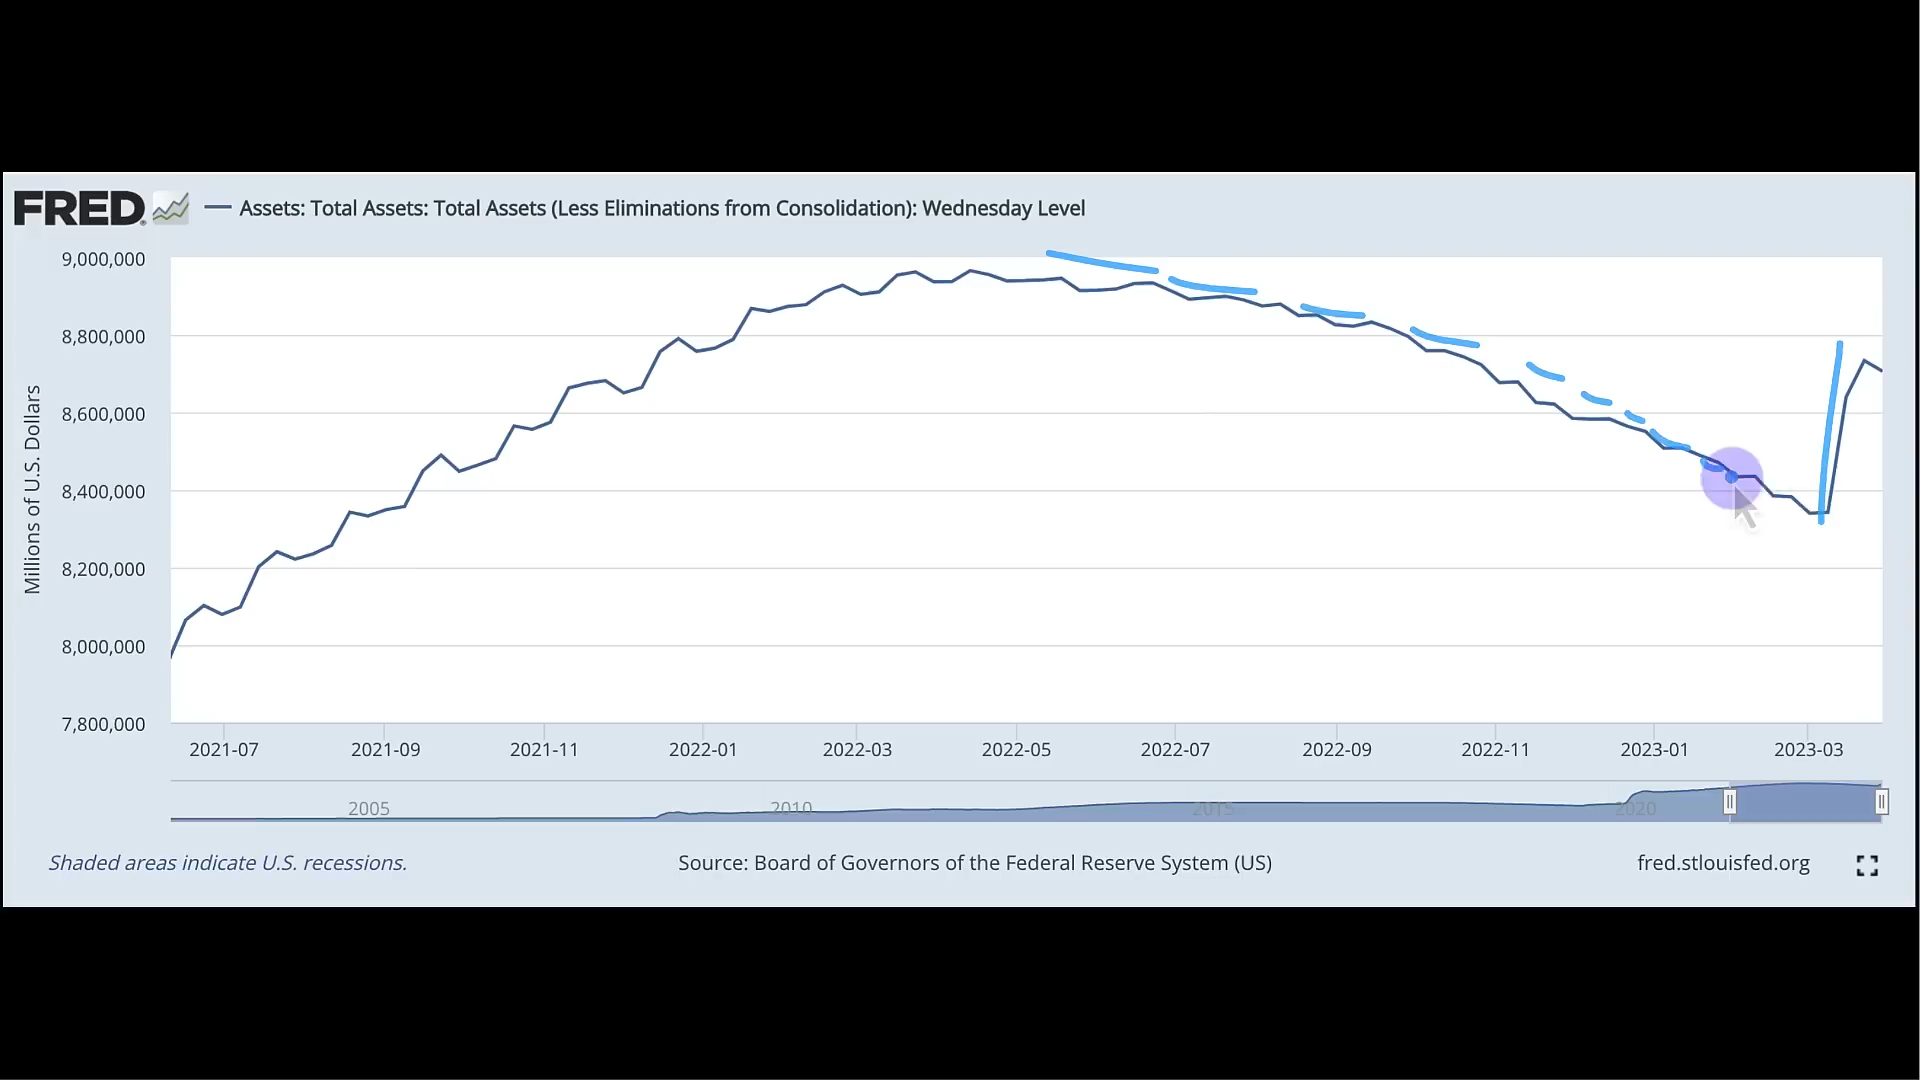 FRED
Assets: Total Assets: Total Assets (Less Eliminations from Consolidation): Wednesday Level
Millions of U.S. Dollars
9,000,000
8,800,000
8,600,000
8,400,000
8,200,000
8,000,000
7,800,000
2021-07 2021-09 2021-11 2022-01 2022-03 2022-05 2022-07 2022-09 2022-11 2023-01 2023-03
2005 2010 2015 2020
Shaded areas indicate U.S. recessions. Source: Board of Governors of the Federal Reserve System (US) fred.stlouisfed.org